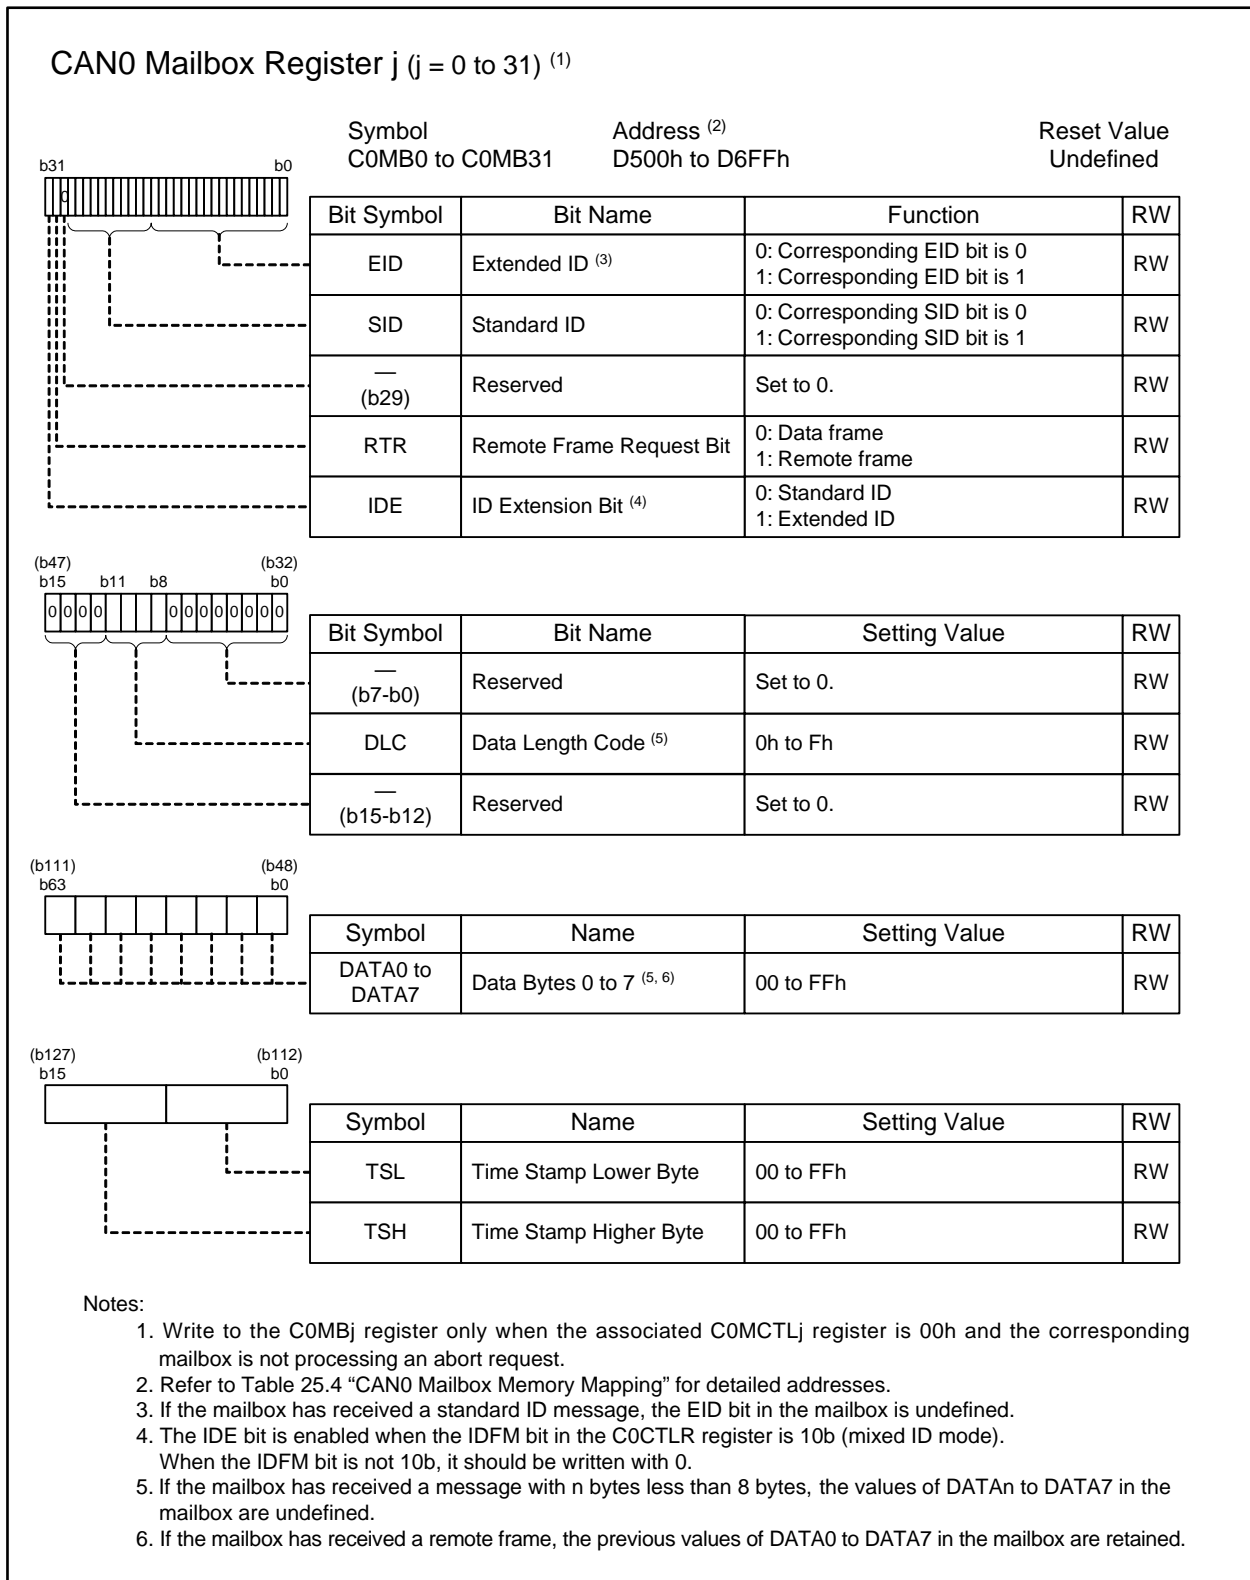 CAN0 Mailbox Register j (j = 0 to 31) (1)
Symbol Address (2) Reset Value
C0MB0 to C0MB31 D500h to D6FFh Undefined
b31 b0
0
Bit Symbol Bit Name Function RW
EID Extended ID (3) 0: Corresponding EID bit is 0
1: Corresponding EID bit is 1 RW
SID Standard ID 0: Corresponding SID bit is 0
1: Corresponding SID bit is 1 RW
—
(b29) Reserved Set to 0. RW
RTR Remote Frame Request Bit 0: Data frame
1: Remote frame RW
IDE ID Extension Bit (4) 0: Standard ID
1: Extended ID RW
(b47) (b32)
b15 b11 b8 b0
0 0 0 0 0 0 0 0 0 0 0 0
Bit Symbol Bit Name Setting Value RW
—
(b7-b0) Reserved Set to 0. RW
DLC Data Length Code (5) 0h to Fh RW
—
(b15-b12) Reserved Set to 0. RW
(b111) (b48)
b63 b0
Symbol Name Setting Value RW
DATA0 to
DATA7 Data Bytes 0 to 7 (5, 6) 00 to FFh RW
(b127) (b112)
b15 b0
Symbol Name Setting Value RW
TSL Time Stamp Lower Byte 00 to FFh RW
TSH Time Stamp Higher Byte 00 to FFh RW
Notes:
1. Write to the C0MBj register only when the associated C0MCTLj register is 00h and the corresponding
mailbox is not processing an abort request.
2. Refer to Table 25.4 “CAN0 Mailbox Memory Mapping” for detailed addresses.
3. If the mailbox has received a standard ID message, the EID bit in the mailbox is undefined.
4. The IDE bit is enabled when the IDFM bit in the C0CTLR register is 10b (mixed ID mode).
When the IDFM bit is not 10b, it should be written with 0.
5. If the mailbox has received a message with n bytes less than 8 bytes, the values of DATAn to DATA7 in the
mailbox are undefined.
6. If the mailbox has received a remote frame, the previous values of DATA0 to DATA7 in the mailbox are retained.